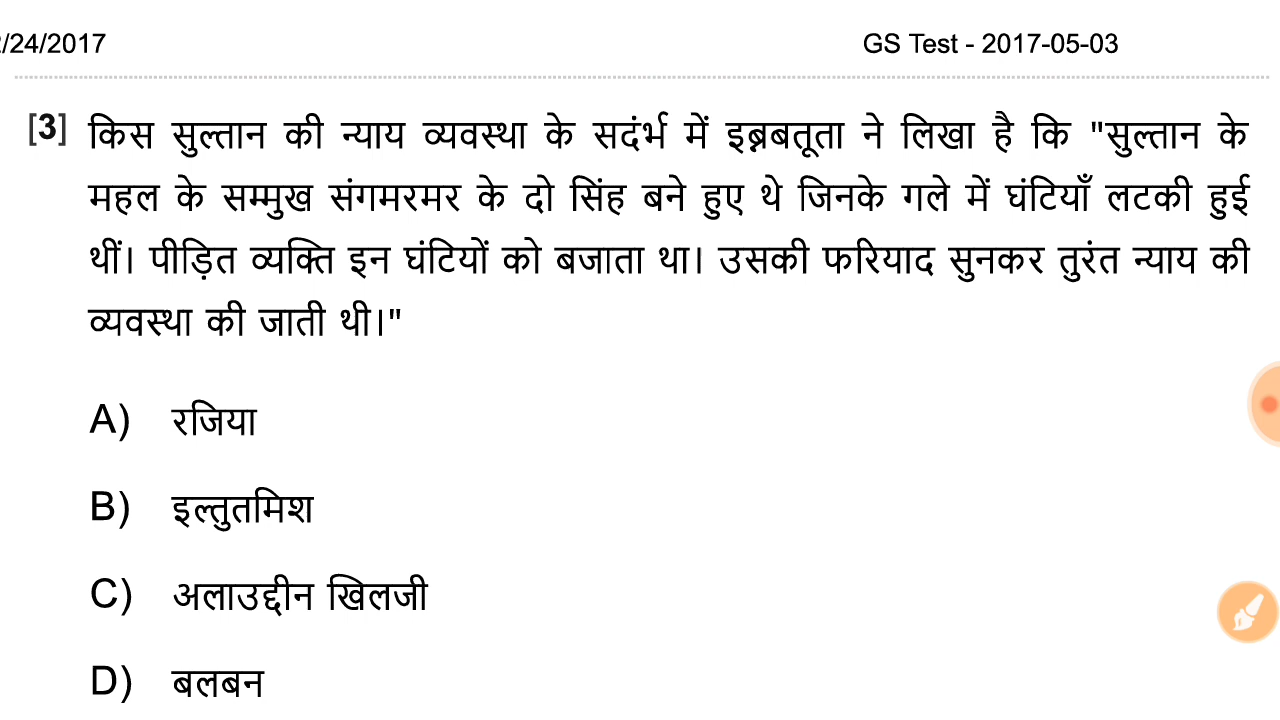 /24/2017 GS Test - 2017-05-03
[3] किस सुल्तान की न्याय व्यवस्था के सदंर्भ में इब्नबतूता ने लिखा है कि "सुल्तान के
महल के सम्मुख संगमरमर के दो सिंह बने हुए थे जिनके गले में घंटियाँ लटकी हुई
थीं। पीड़ित व्यक्ति इन घंटियों को बजाता था। उसकी फरियाद सुनकर तुरंत न्याय की
व्यवस्था की जाती थी।"
A) रजिया
B) इल्तुतमिश
C) अलाउद्दीन खिलजी
D) बलबन